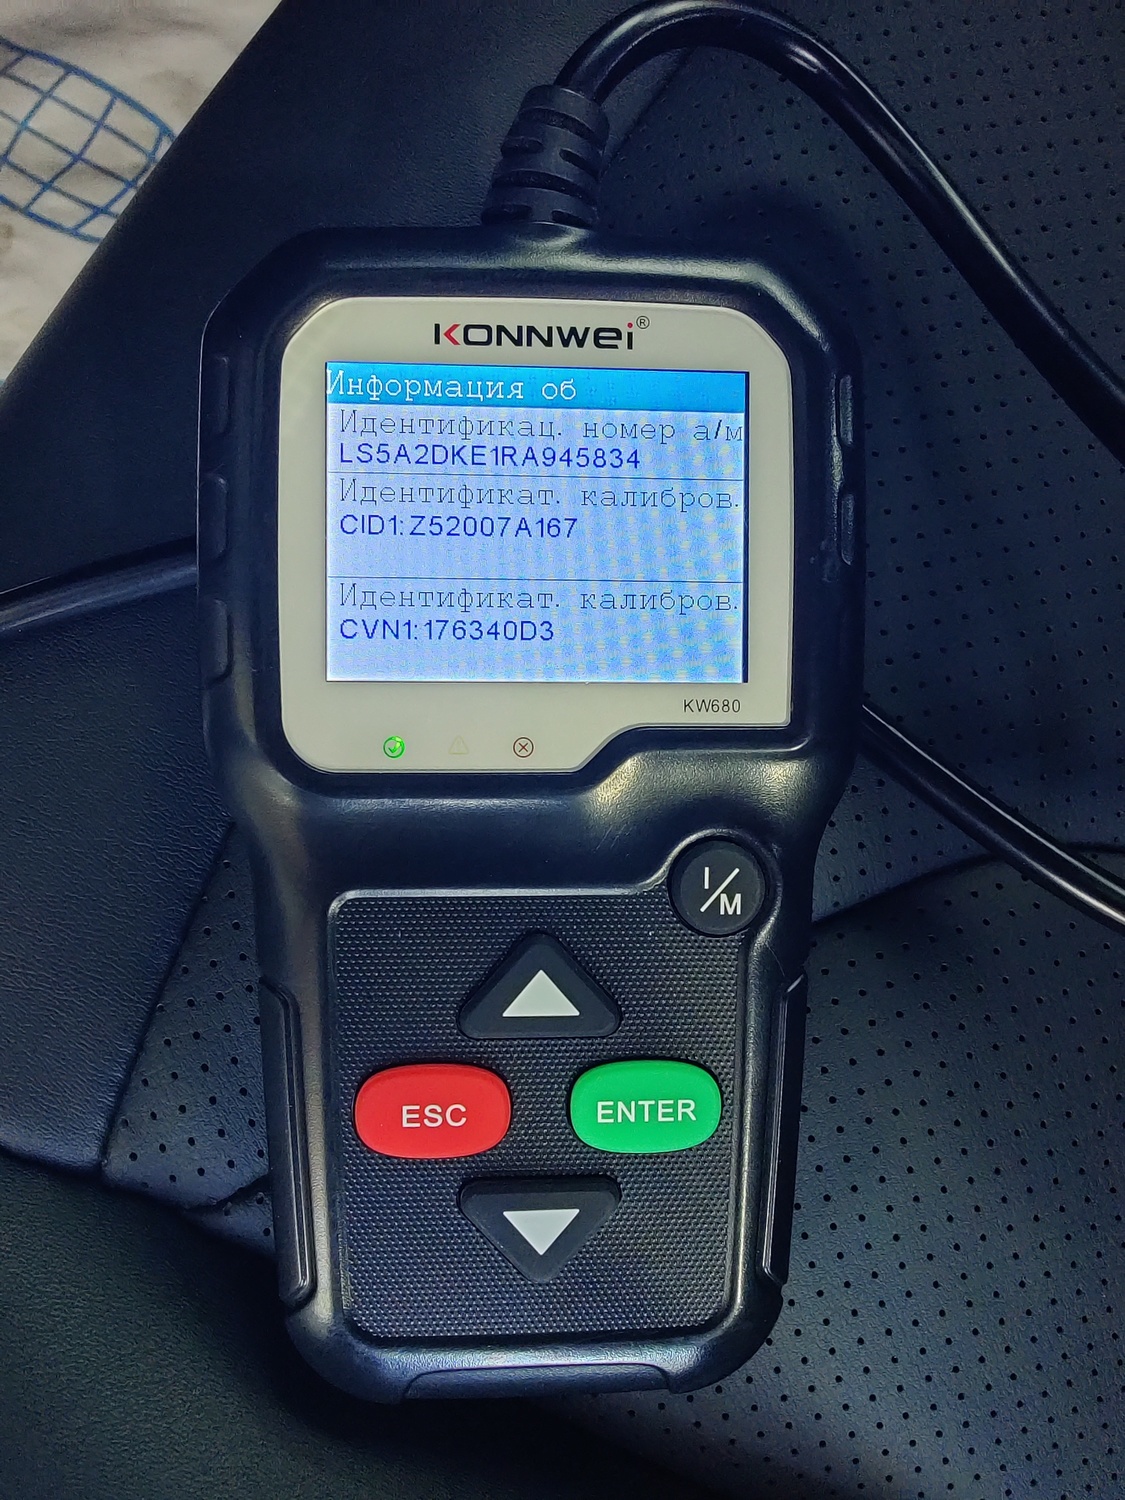 KONNWEI®
Информация об
Идентификац. номер а/м
LS5A2DKE1RA945834
Идентификат. калибров.
CID1:Z52007A167
Идентификат. калибров.
CVN1:176340D3
KW680
I/M
ESC
ENTER